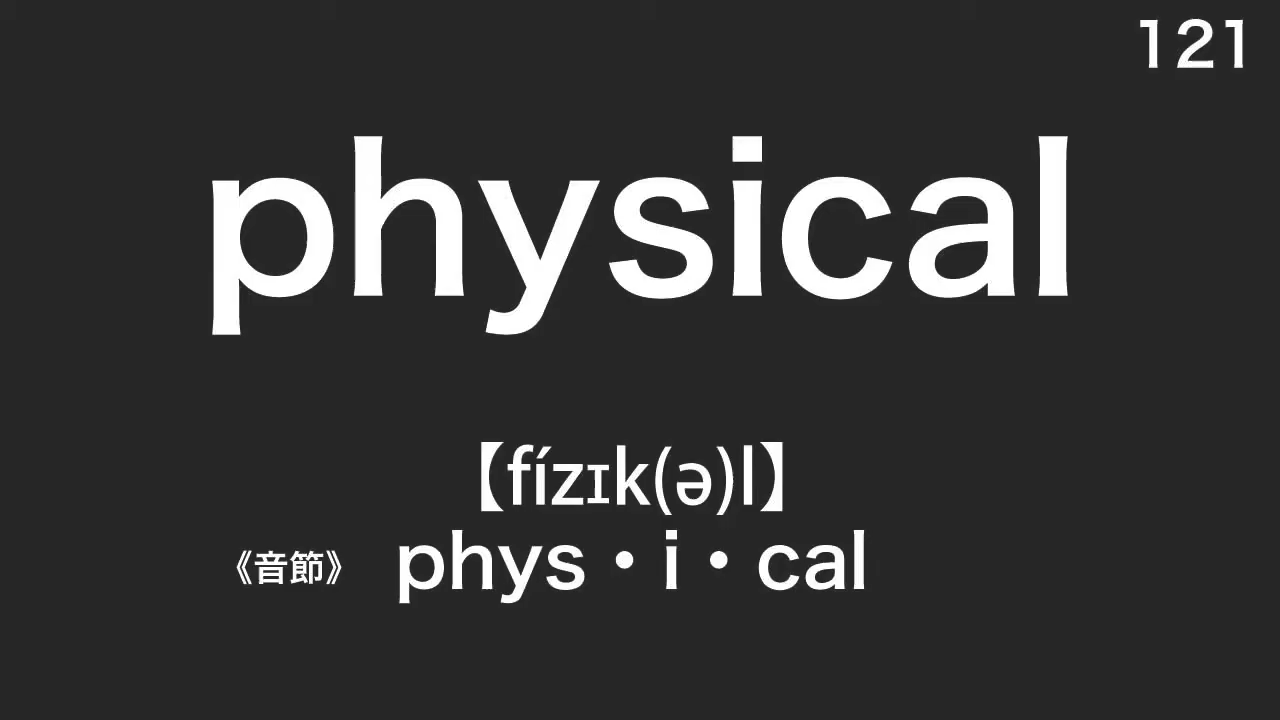 121
physical
【fízɪk(ə)l】
《音節》 phys・i・cal